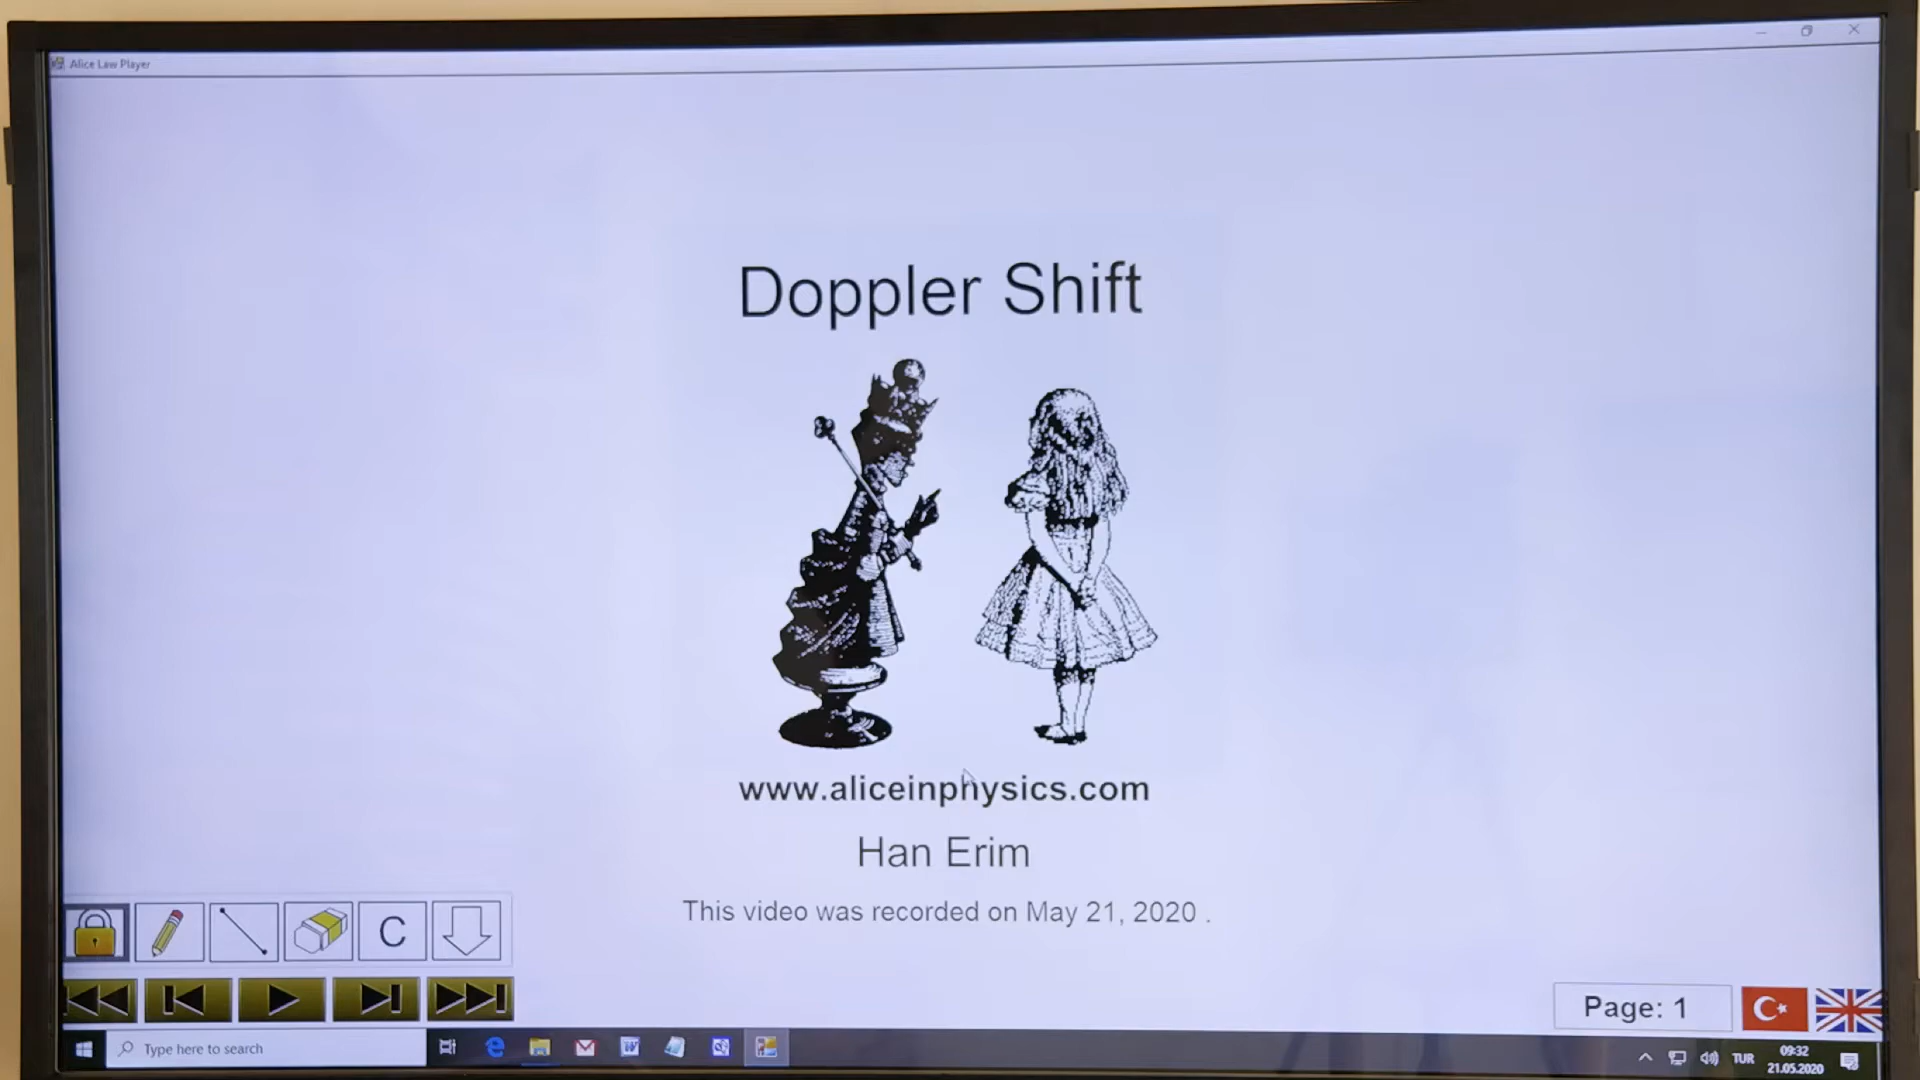 Alice Law Player
Doppler Shift
www.aliceinphysics.com
Han Erim
This video was recorded on May 21, 2020 .
C
Page: 1
Type here to search
TUR
09:32
21.05.2020